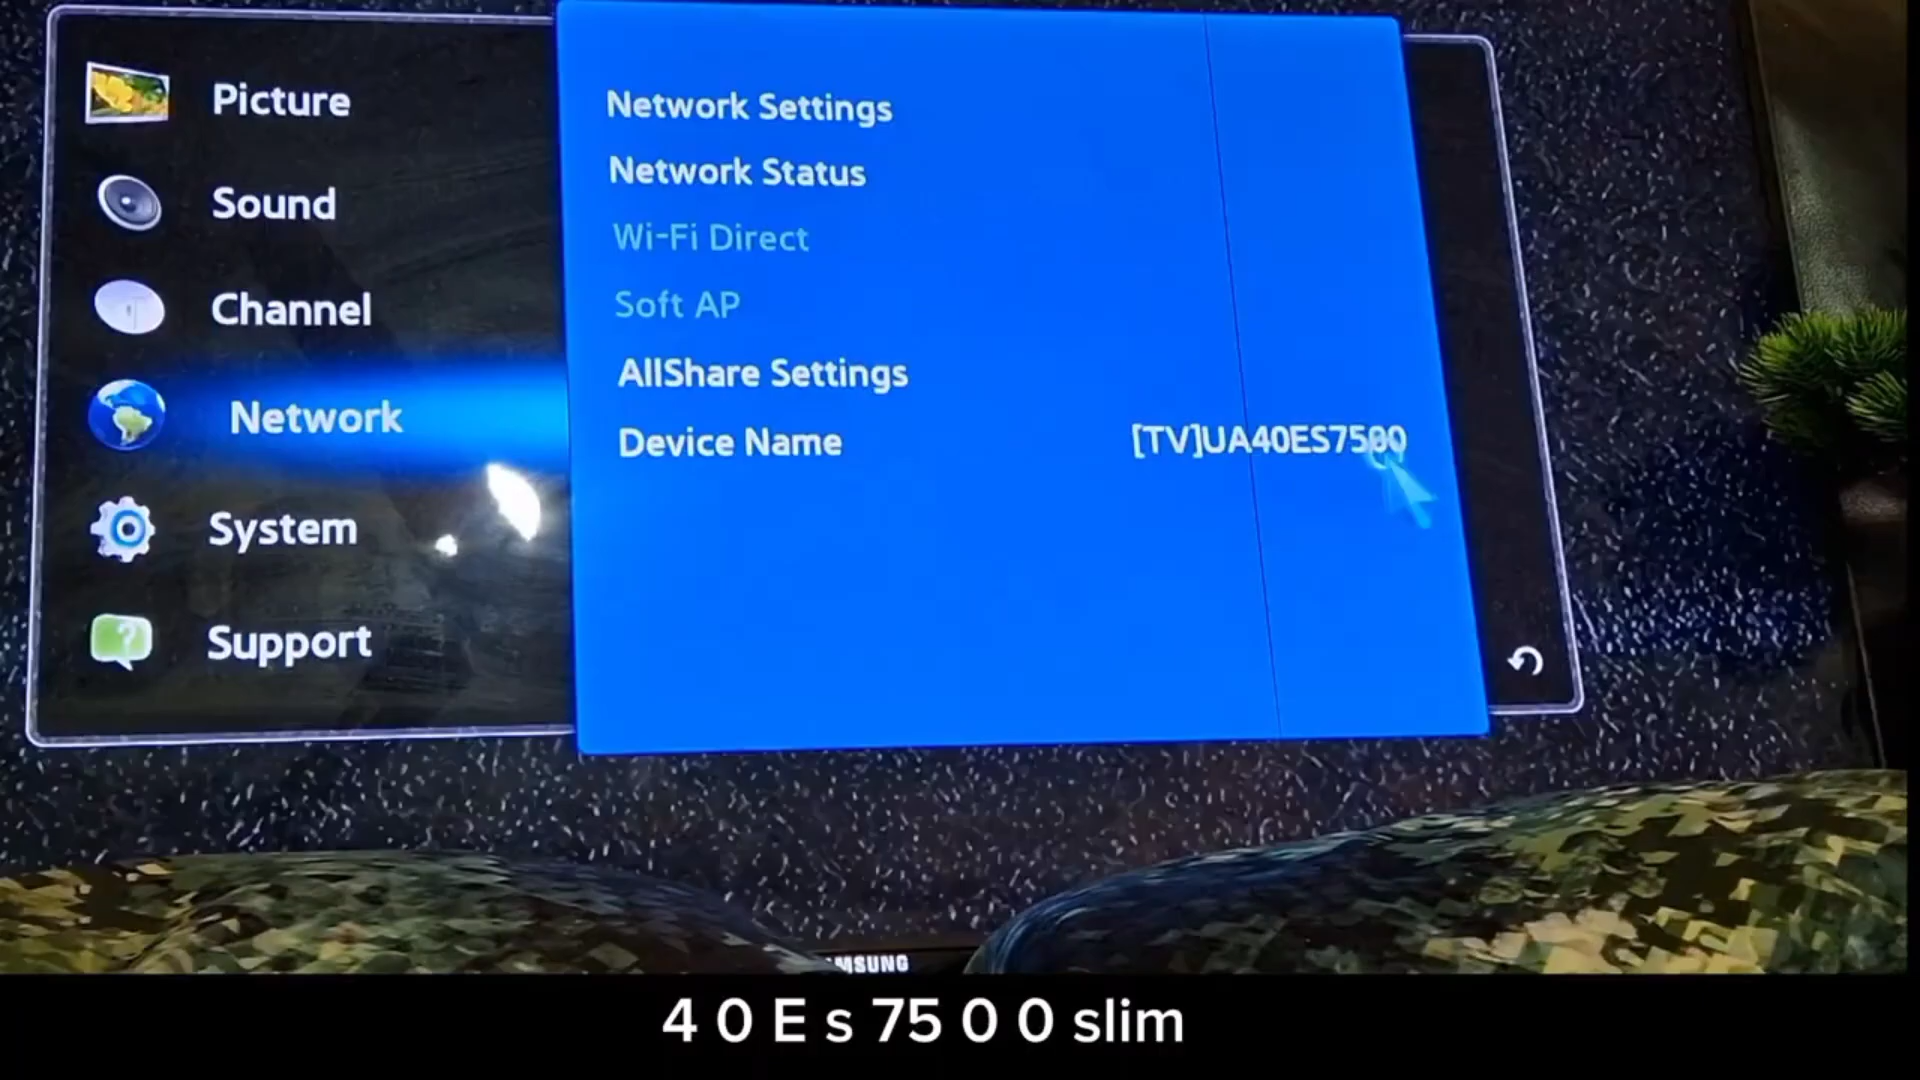 Picture
Sound
Channel
Network
System
Support
Network Settings
Network Status
Wi-Fi Direct
Soft AP
AllShare Settings
Device Name [TV]UA40ES7500
MSUNG
4 0 E s 75 0 0 slim